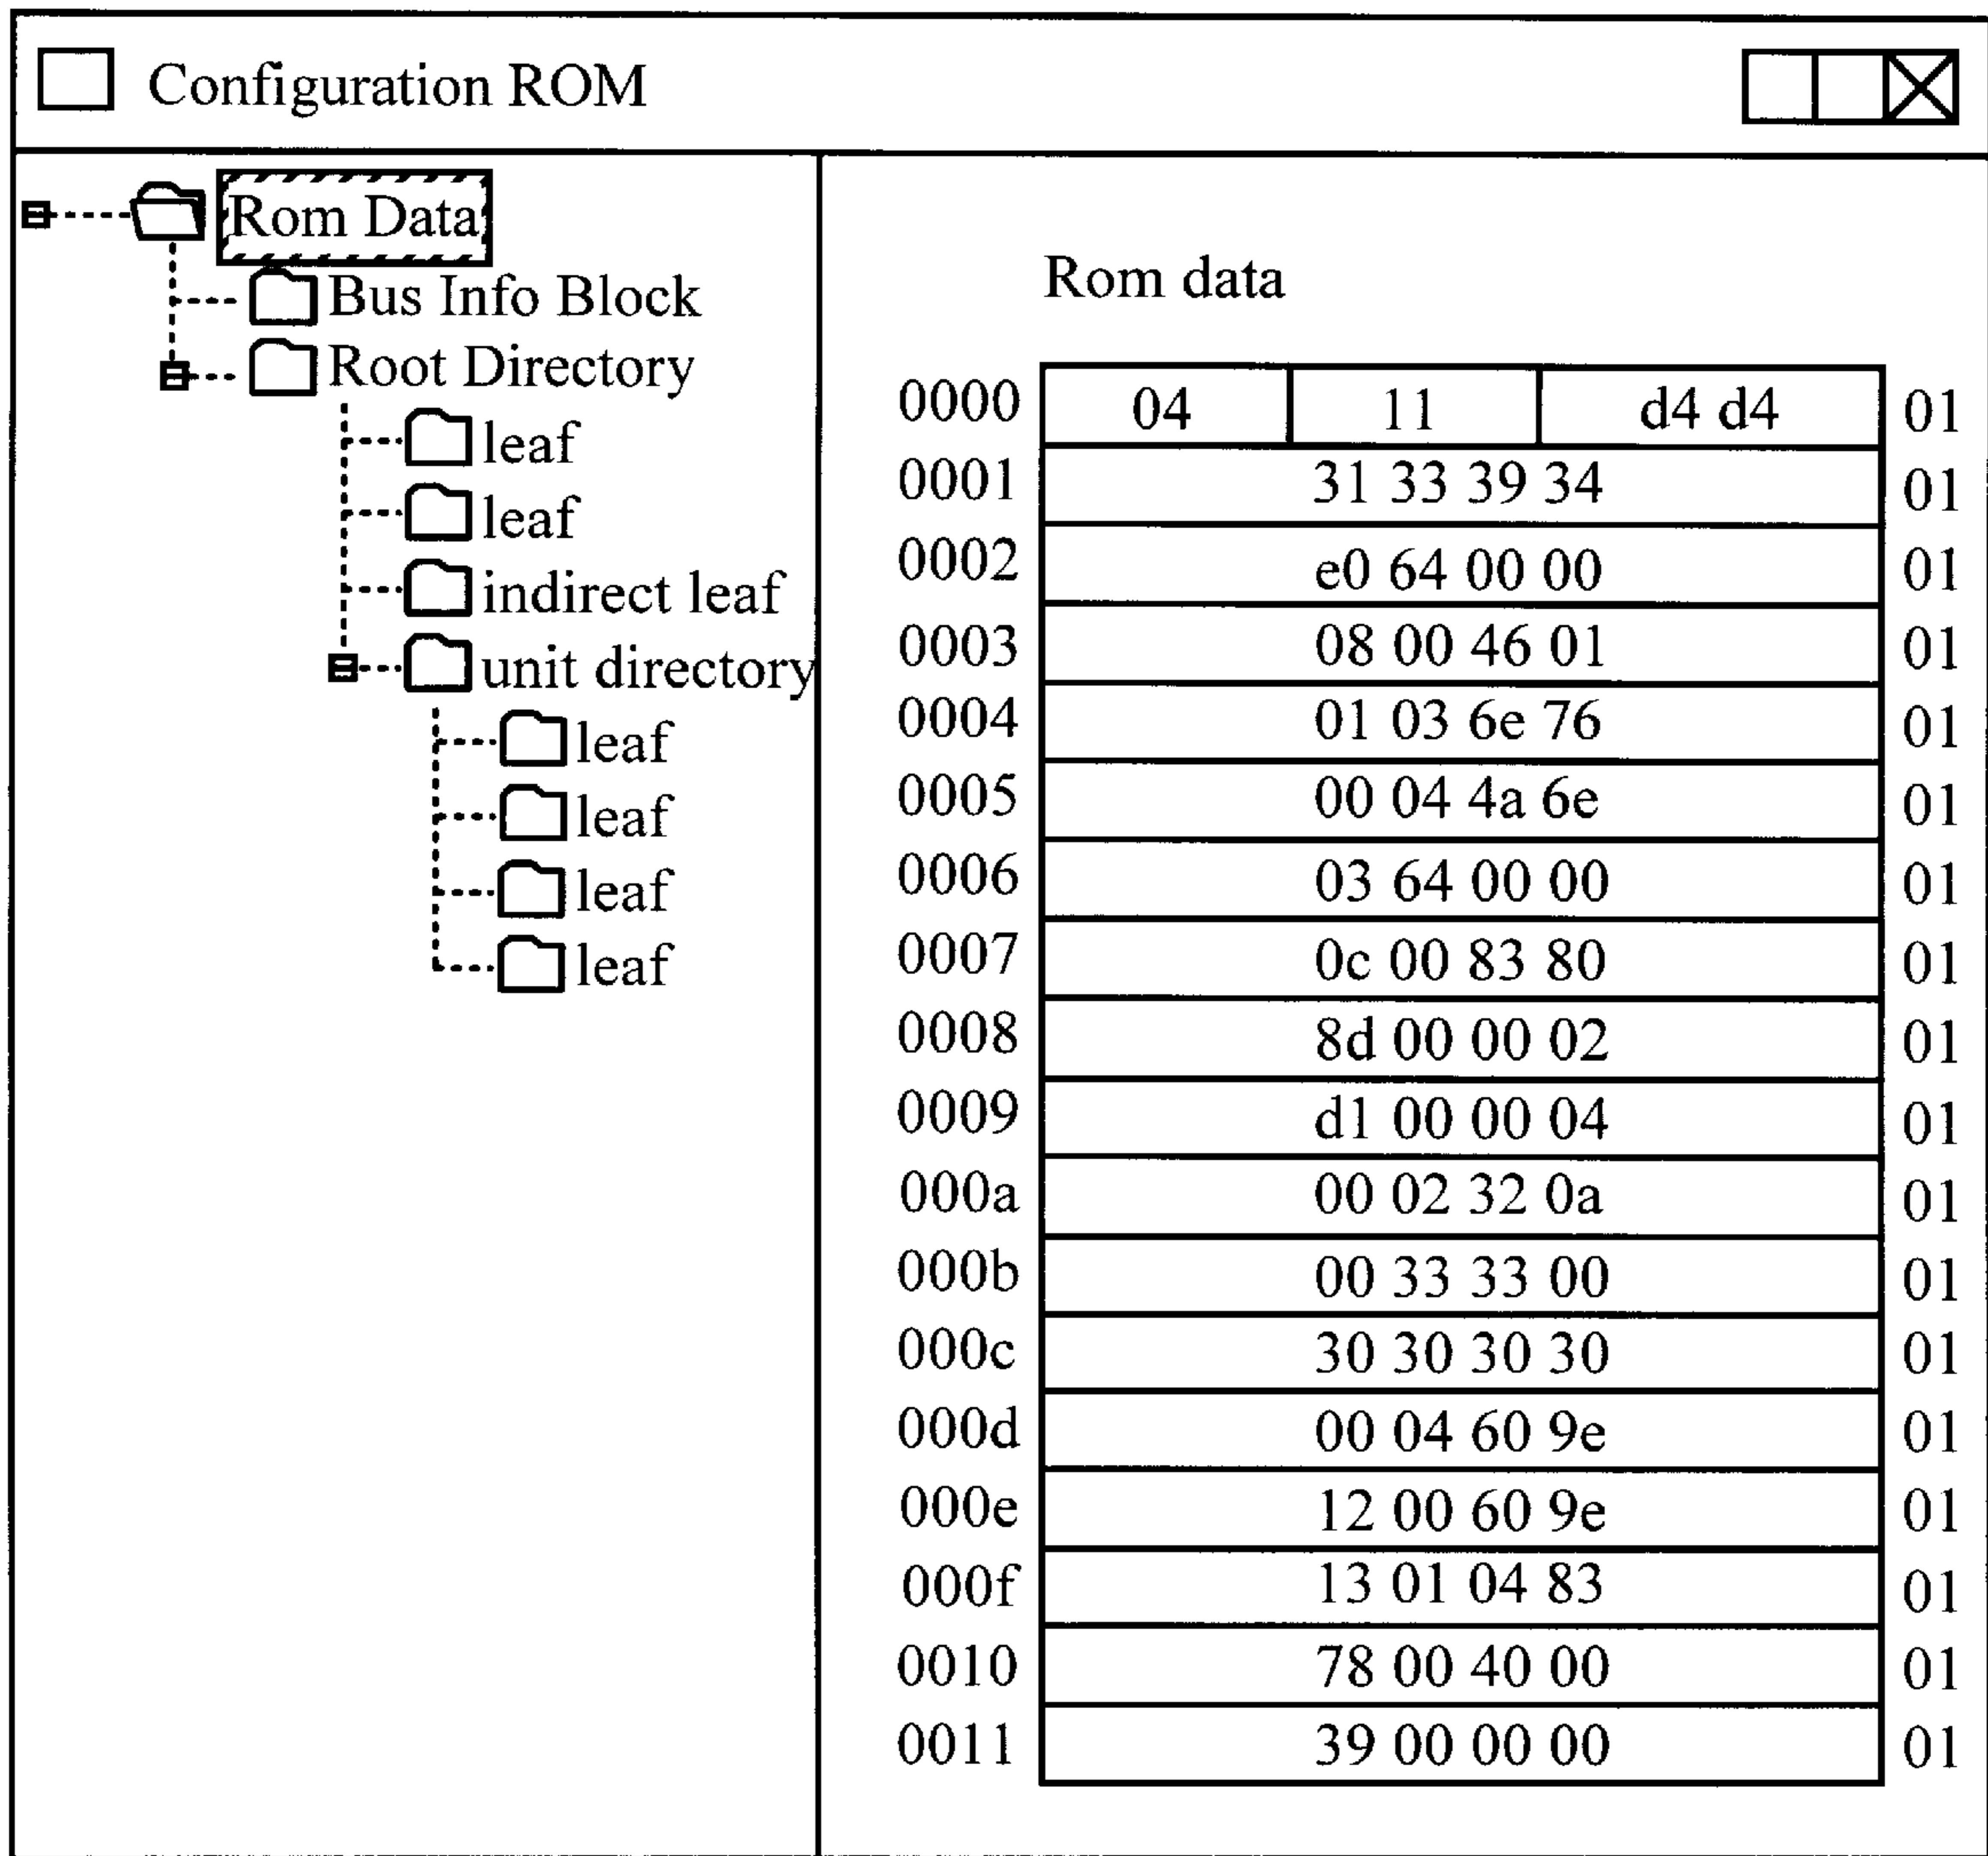 Configuration ROM
Rom Data
Bus Info Block
Root Directory
leaf
leaf
indirect leaf
unit directory
leaf
leaf
leaf
leaf
Rom data
0000 04 11 d4 d4 01
0001 31 33 39 34 01
0002 e0 64 00 00 01
0003 08 00 46 01 01
0004 01 03 6e 76 01
0005 00 04 4a 6e 01
0006 03 64 00 00 01
0007 0c 00 83 80 01
0008 8d 00 00 02 01
0009 d1 00 00 04 01
000a 00 02 32 0a 01
000b 00 33 33 00 01
000c 30 30 30 30 01
000d 00 04 60 9e 01
000e 12 00 60 9e 01
000f 13 01 04 83 01
0010 78 00 40 00 01
0011 39 00 00 00 01